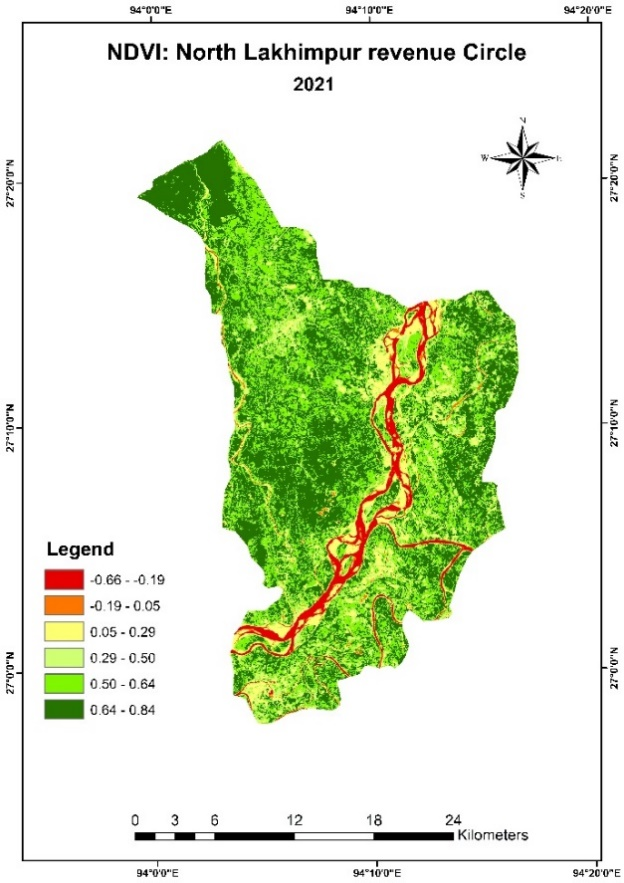 94°0'0"E 94°10'0"E 94°20'0"E
NDVI: North Lakhimpur revenue Circle
2021
N
W E
S
27°20'0"N 27°20'0"N
27°10'0"N 27°10'0"N
Legend
-0.66 - -0.19
-0.19 - 0.05
0.05 - 0.29
0.29 - 0.50
0.50 - 0.64
0.64 - 0.84
27°0'0"N 27°0'0"N
0 3 6 12 18 24
Kilometers
94°0'0"E 94°10'0"E 94°20'0"E